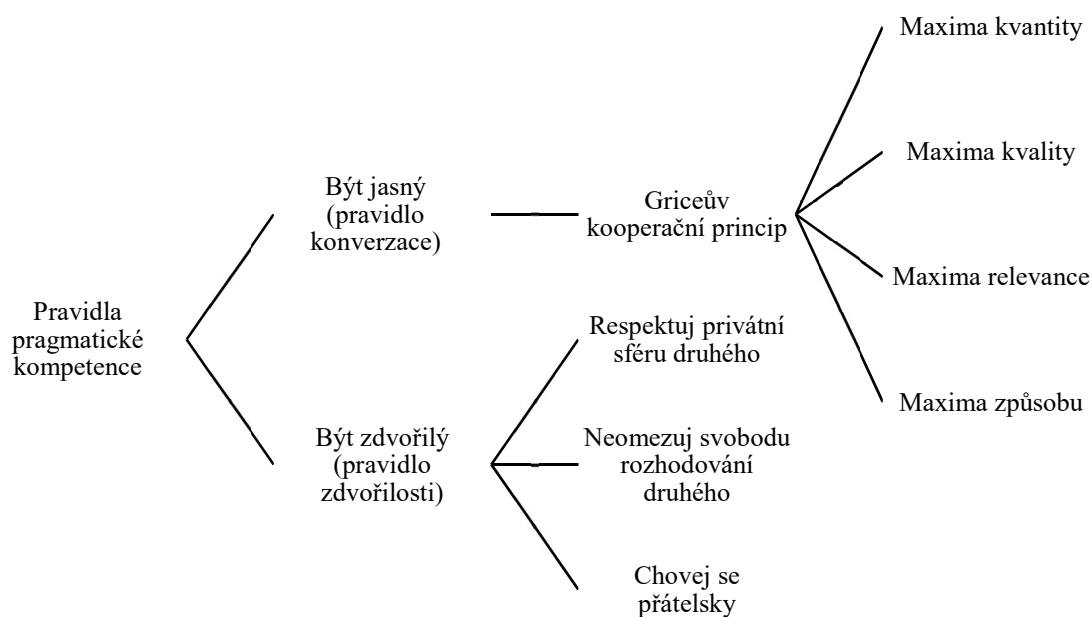 Pravidla
pragmatické
kompetence
Být jasný
(pravidlo
konverzace)
Griceův
kooperační princip
Maxima kvantity
Maxima kvality
Maxima relevance
Maxima způsobu
Být zdvořilý
(pravidlo
zdvořilosti)
Respektuj privátní
sféru druhého
Neomezuj svobodu
rozhodování
druhého
Chovej se
přátelsky